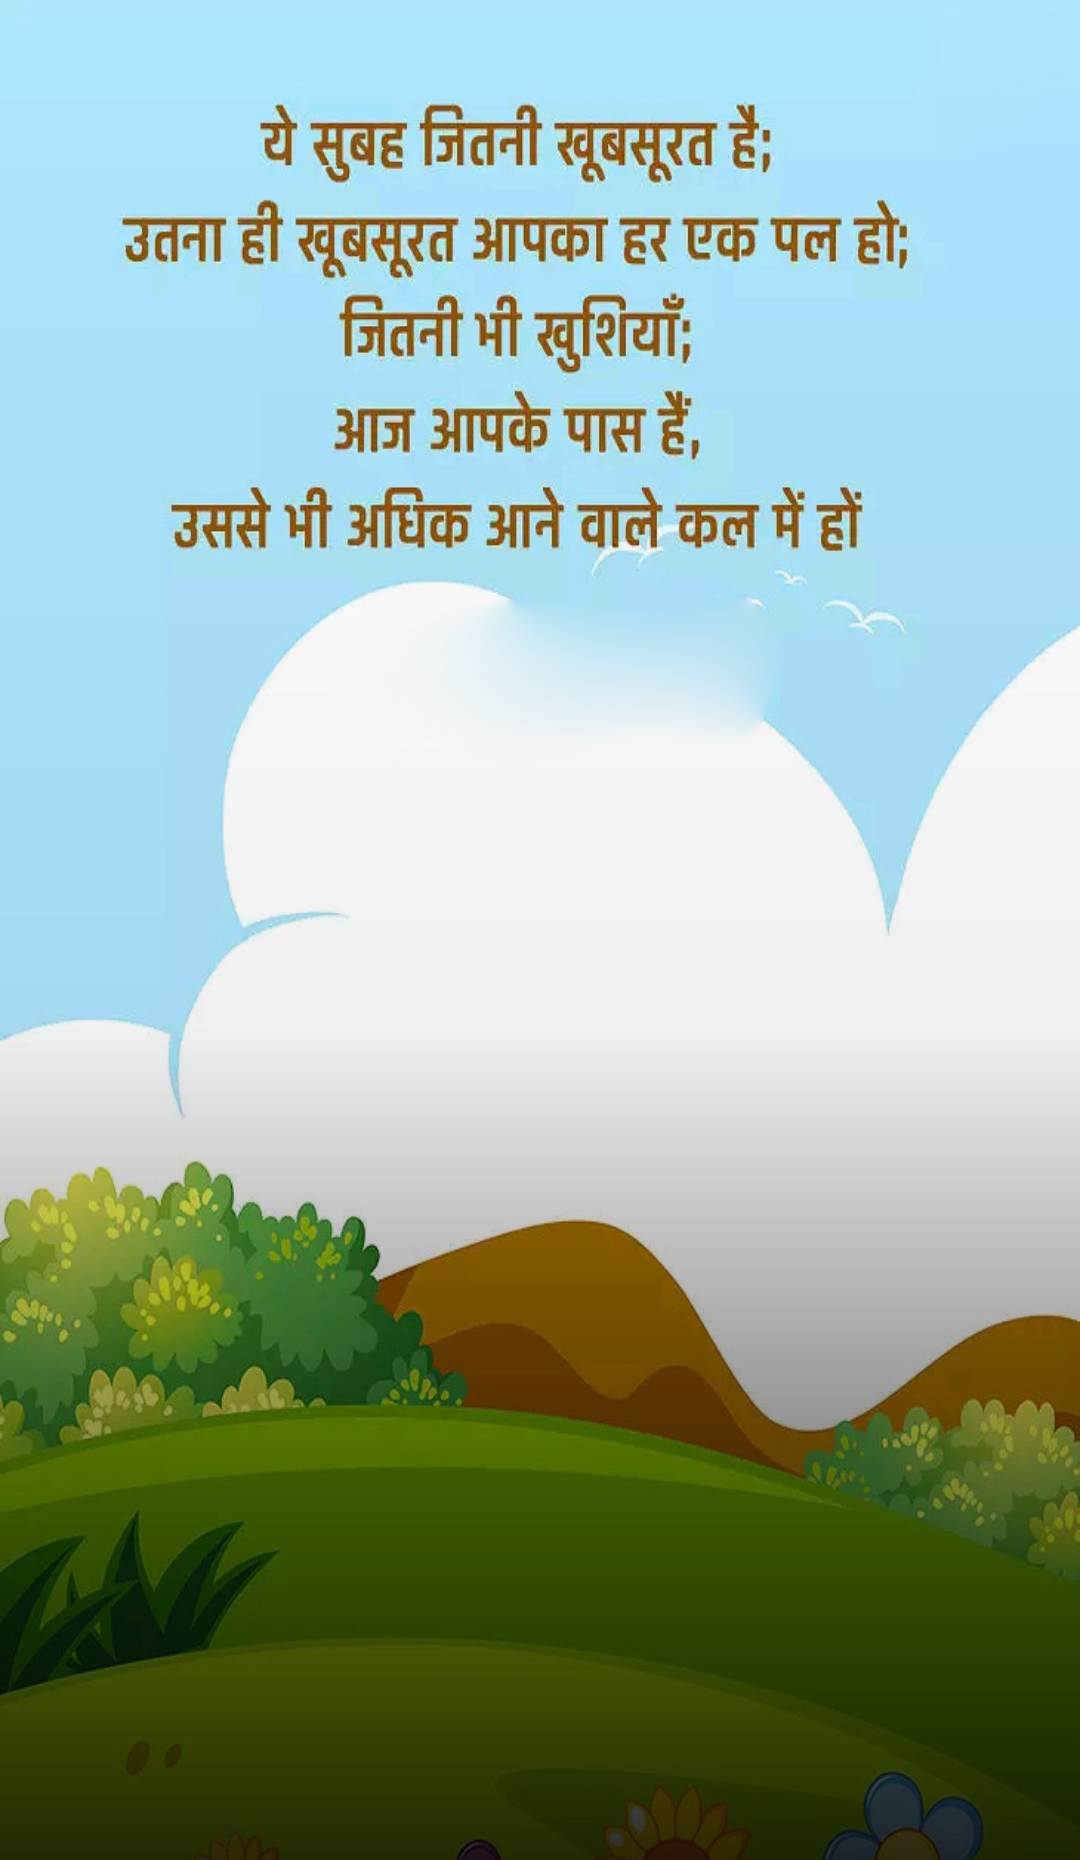 ये सुबह जितनी खूबसूरत है;
उतना ही खूबसूरत आपका हर एक पल हो;
जितनी भी खुशियाँ;
आज आपके पास हैं,
उससे भी अधिक आने वाले कल में हों